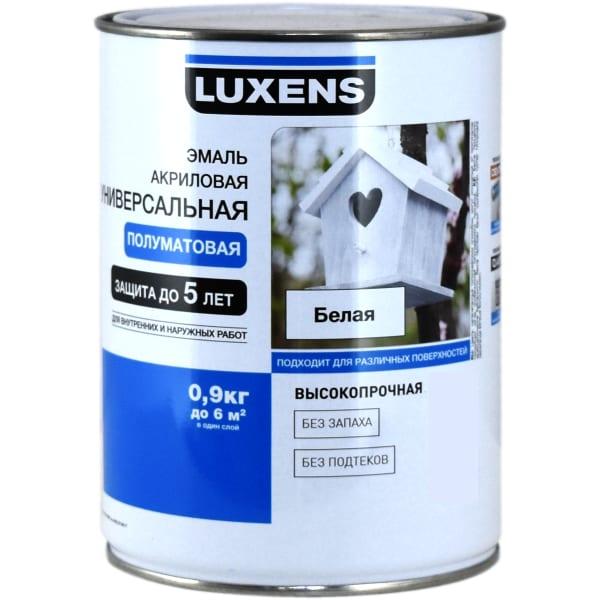 LUXENS
ЭМАЛЬ
АКРИЛОВАЯ
УНИВЕРСАЛЬНАЯ
ПОЛУМАТОВАЯ
ЗАЩИТА ДО 5 ЛЕТ
ДЛЯ ВНУТРЕННИХ И НАРУЖНЫХ РАБОТ
Белая
ПОДХОДИТ ДЛЯ РАЗЛИЧНЫХ ПОВЕРХНОСТЕЙ
0,9кг
до 6 м²
в один слой
ВЫСОКОПРОЧНАЯ
БЕЗ ЗАПАХА
БЕЗ ПОДТЕКОВ